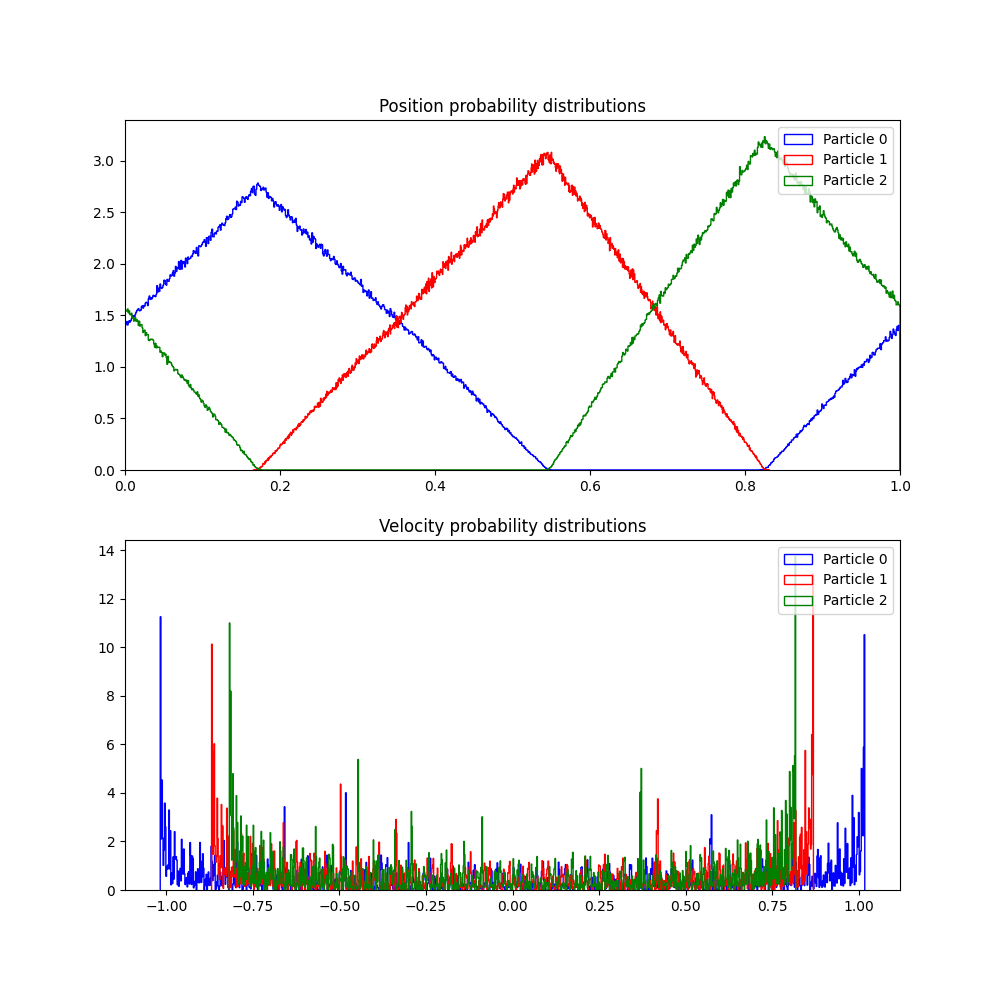 Position probability distributions
3.0
2.5
2.0
1.5
1.0
0.5
0.0
0.0 0.2 0.4 0.6 0.8 1.0
Particle 0
Particle 1
Particle 2
Velocity probability distributions
14
12
10
8
6
4
2
0
−1.00 −0.75 −0.50 −0.25 0.00 0.25 0.50 0.75 1.00
Particle 0
Particle 1
Particle 2